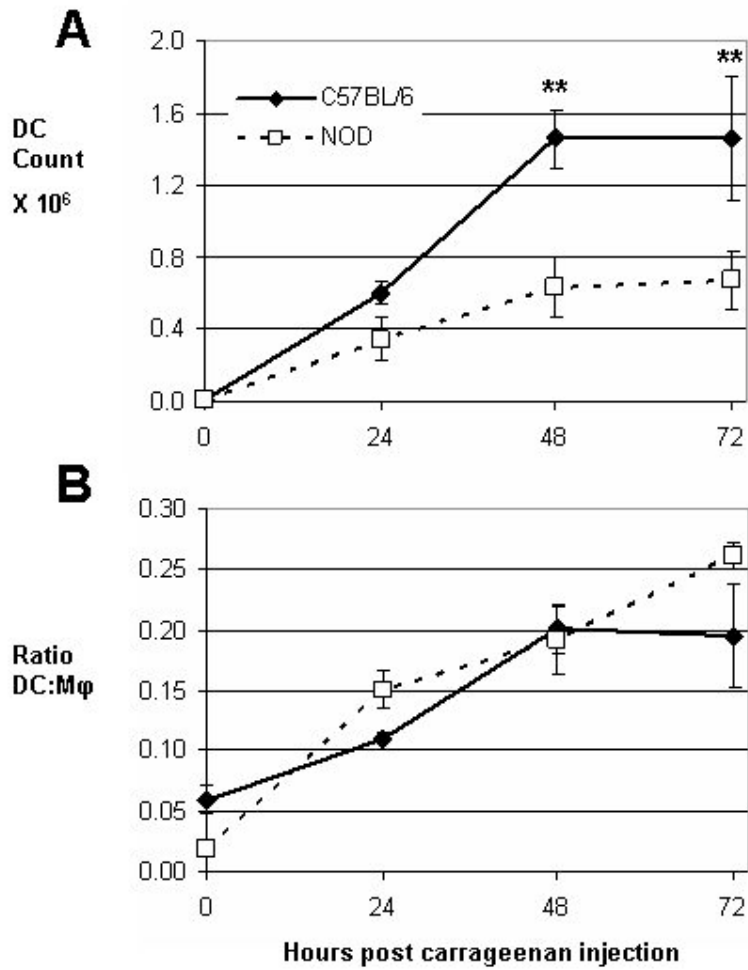 A
DC
Count
X 10⁶
2.0
1.6
1.2
0.8
0.4
0.0
C57BL/6
NOD
**
**
0 24 48 72
B
Ratio
DC:Mφ
0.30
0.25
0.20
0.15
0.10
0.05
0.00
0 24 48 72
Hours post carrageenan injection